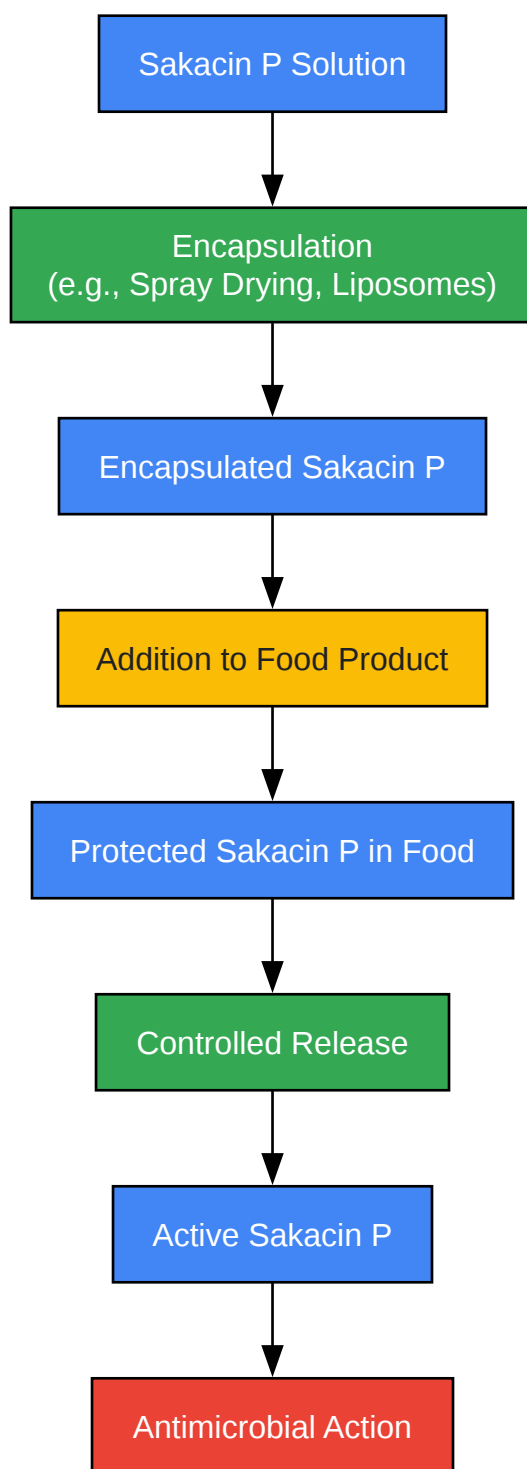 Sakacin P Solution
Encapsulation
(e.g., Spray Drying, Liposomes)
Encapsulated Sakacin P
Addition to Food Product
Protected Sakacin P in Food
Controlled Release
Active Sakacin P
Antimicrobial Action